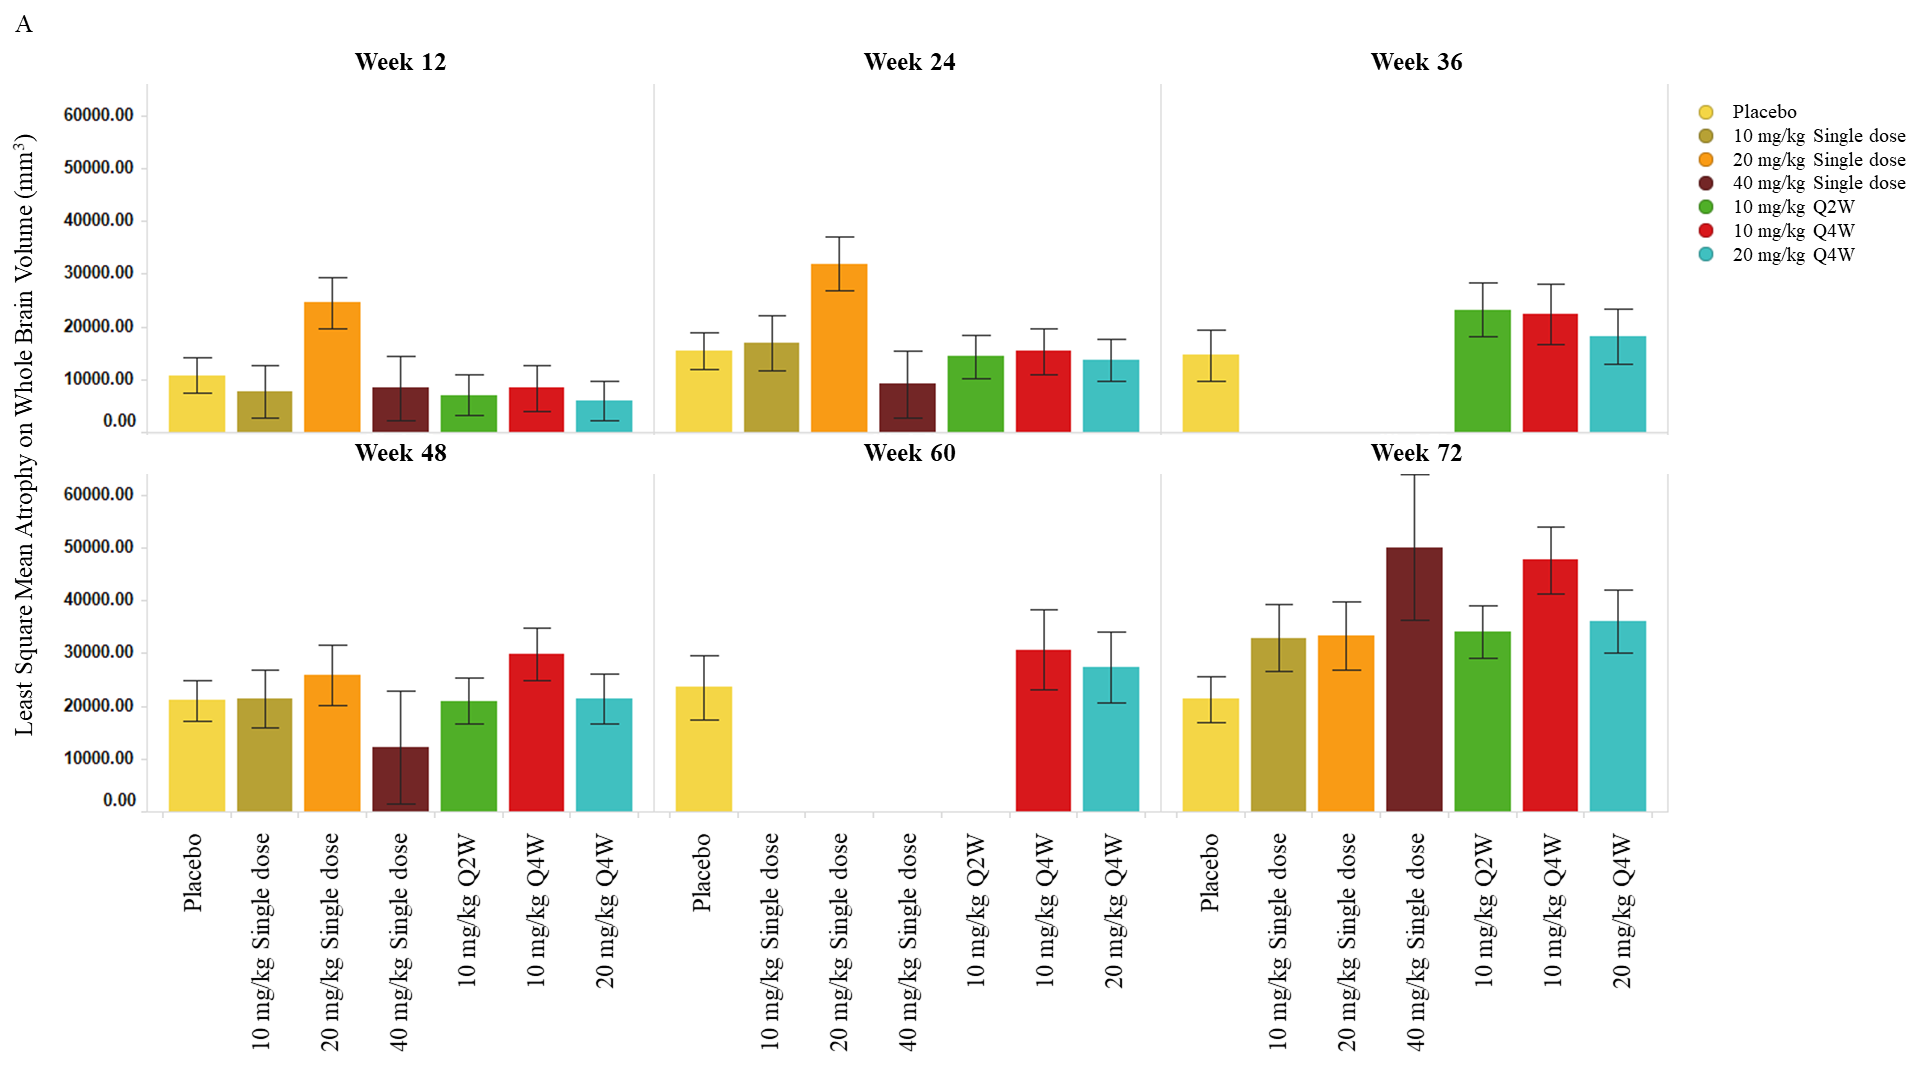 A
Week 12
Week 24
Week 36
Least Square Mean Atrophy on Whole Brain Volume (mm³)
60000.00
50000.00
40000.00
30000.00
20000.00
10000.00
0.00
Placebo
10 mg/kg Single dose
20 mg/kg Single dose
40 mg/kg Single dose
10 mg/kg Q2W
10 mg/kg Q4W
20 mg/kg Q4W
Week 48
Week 60
Week 72
60000.00
50000.00
40000.00
30000.00
20000.00
10000.00
0.00
Placebo
10 mg/kg Single dose
20 mg/kg Single dose
40 mg/kg Single dose
10 mg/kg Q2W
10 mg/kg Q4W
20 mg/kg Q4W
Placebo
10 mg/kg Single dose
20 mg/kg Single dose
40 mg/kg Single dose
10 mg/kg Q2W
10 mg/kg Q4W
20 mg/kg Q4W
Placebo
10 mg/kg Single dose
20 mg/kg Single dose
40 mg/kg Single dose
10 mg/kg Q2W
10 mg/kg Q4W
20 mg/kg Q4W